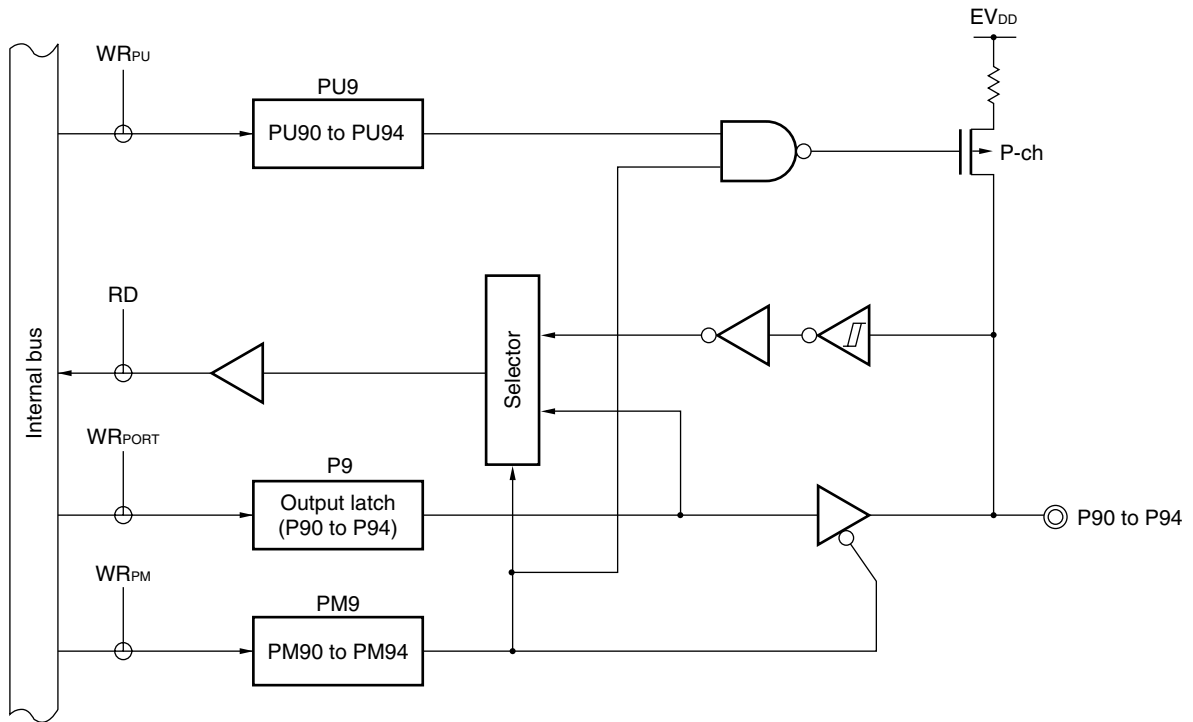 EVDD
WRPU
PU9
PU90 to PU94
P-ch
RD
Selector
Internal bus
WRPORT
P9
Output latch
(P90 to P94)
P90 to P94
WRPM
PM9
PM90 to PM94